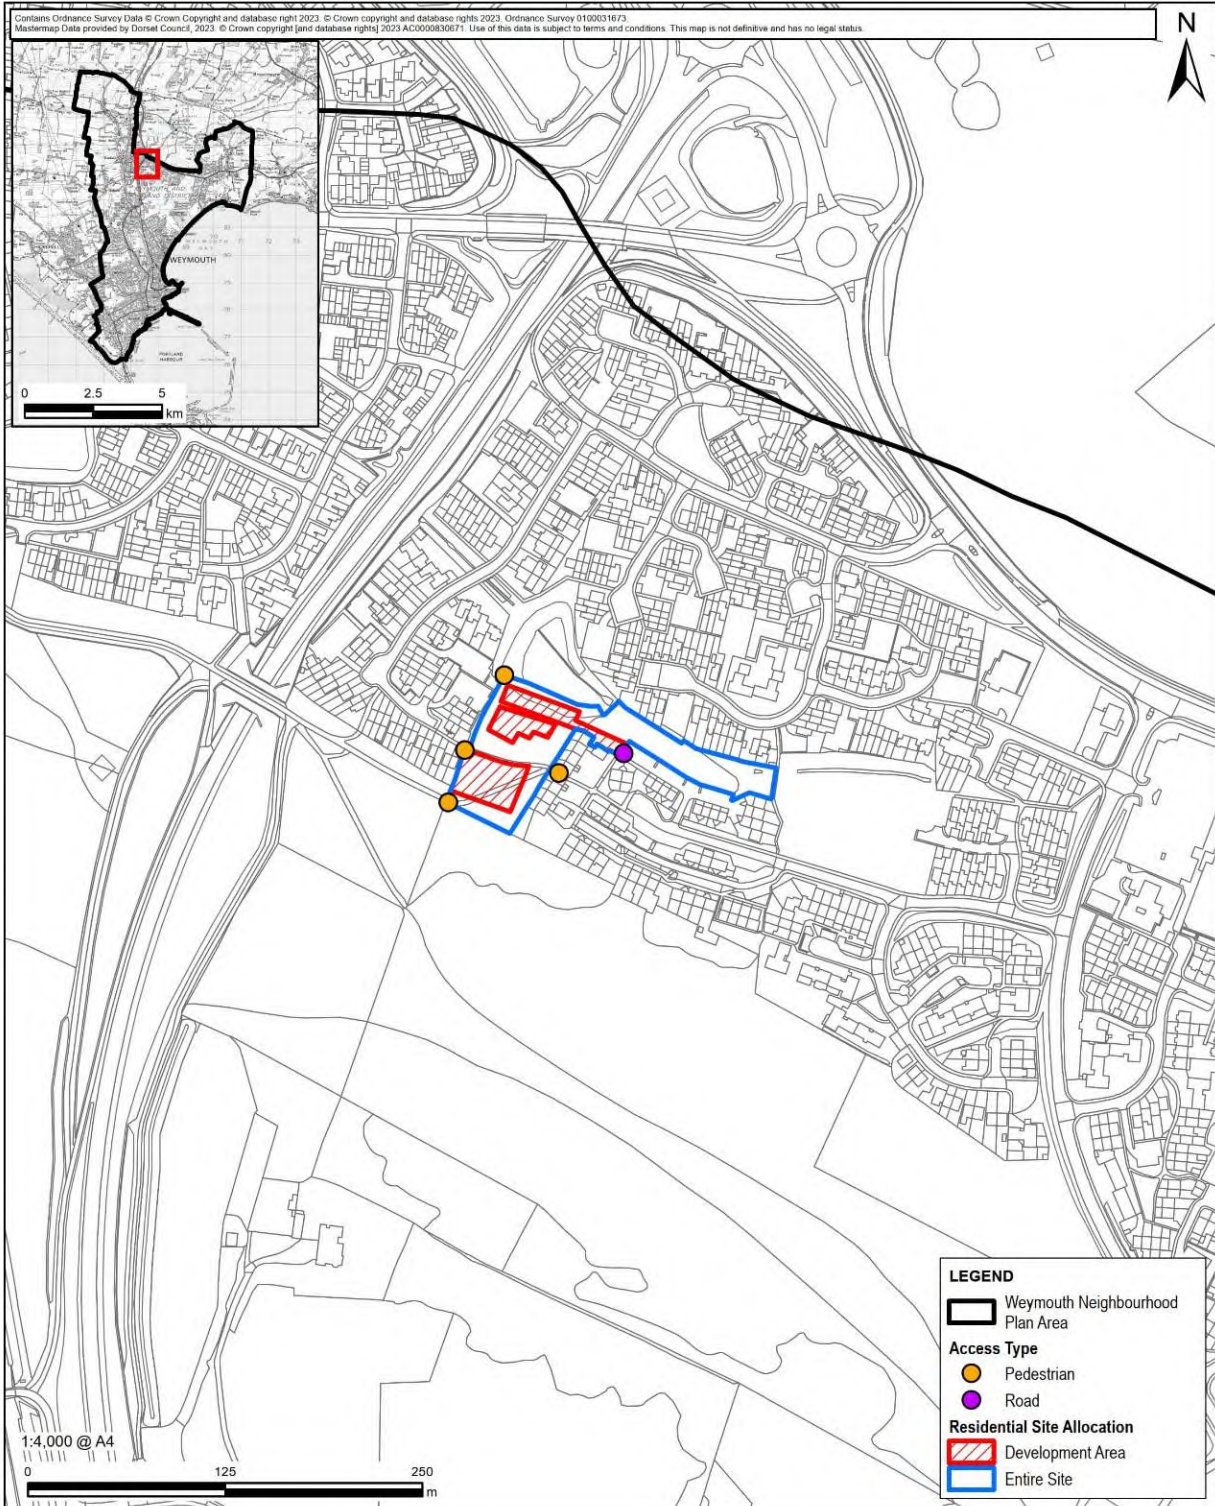 Contains Ordnance Survey Data © Crown Copyright and database right 2023. © Crown copyright and database rights 2023. Ordnance Survey 0100031673.
Mastermap Data provided by Dorset Council, 2023. © Crown copyright [and database rights] 2023 AC0000830671. Use of this data is subject to terms and conditions. This map is not definitive and has no legal status.
N
WEYMOUTH
PORTLAND
HARBOUR
0 2.5 5
km
LEGEND
Weymouth Neighbourhood
Plan Area
Access Type
Pedestrian
Road
Residential Site Allocation
Development Area
Entire Site
1:4,000 @ A4
0 125 250
m